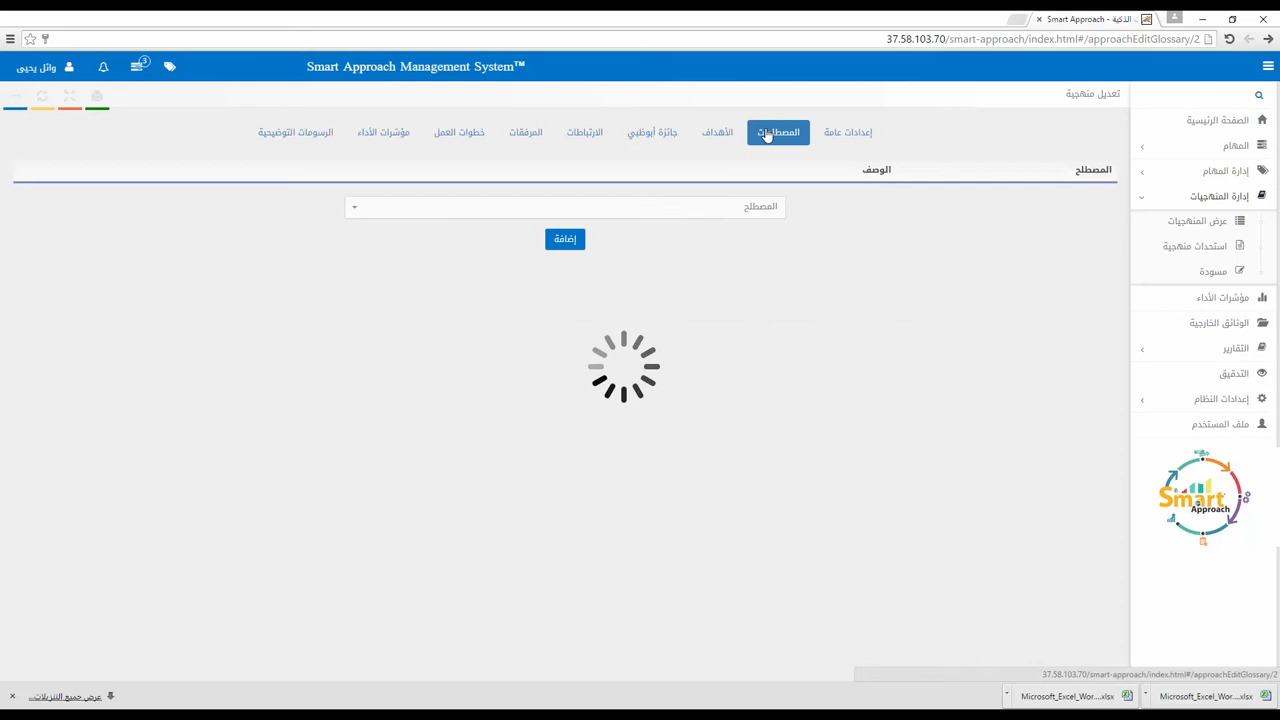 Smart Approach - الذكية
37.58.103.70/smart-approach/index.html#/approachEditGlossary/2
Smart Approach Management System™
3
وائل يحيى
تعديل منهجية
إعدادات عامة
المصطلحات
الأهداف
جائزة أبوظبي
الارتباطات
المرفقات
خطوات العمل
مؤشرات الأداء
الرسومات التوضيحية
المصطلح
الوصف
المصطلح
إضافة
الصفحة الرئيسية
المهام
إدارة المهام
إدارة المنهجيات
عرض المنهجيات
استحداث منهجية
مسودة
مؤشرات الأداء
الوثائق الخارجية
التقارير
التدقيق
إعدادات النظام
ملف المستخدم
Smart
Approach
37.58.103.70/smart-approach/index.html#/approachEditGlossary/2
Microsoft_Excel_Wor....xlsx
Microsoft_Excel_Wor....xlsx
عرض جميع التنزيلات...